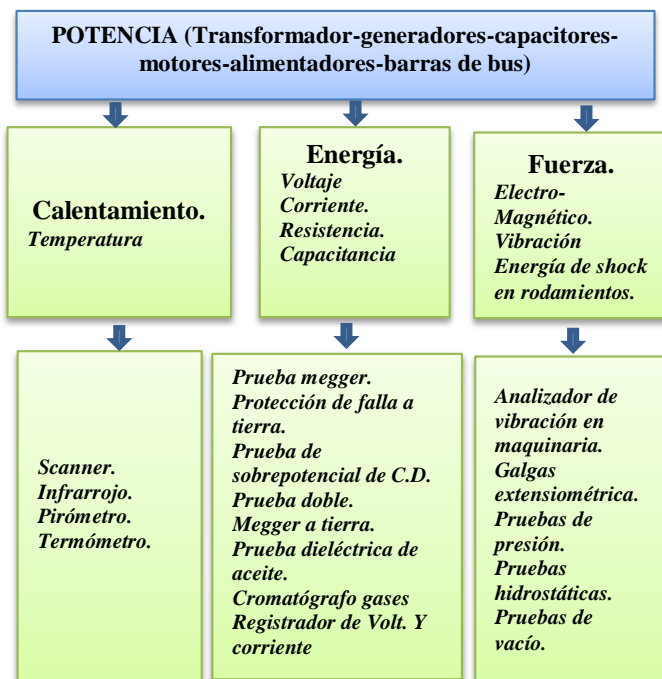 POTENCIA (Transformador-generadores-capacitores-
motores-alimentadores-barras de bus)
Calentamiento.
Temperatura
Energía.
Voltaje
Corriente.
Resistencia.
Capacitancia
Fuerza.
Electro-
Magnético.
Vibración
Energía de shock
en rodamientos.
Scanner.
Infrarrojo.
Pirómetro.
Termómetro.
Prueba megger.
Protección de falla a
tierra.
Prueba de
sobrepotencial de C.D.
Prueba doble.
Megger a tierra.
Prueba dieléctrica de
aceite.
Cromatógrafo gases
Registrador de Volt. Y
corriente
Analizador de
vibración en
maquinaria.
Galgas
extensiométrica.
Pruebas de
presión.
Pruebas
hidrostáticas.
Pruebas de
vacío.